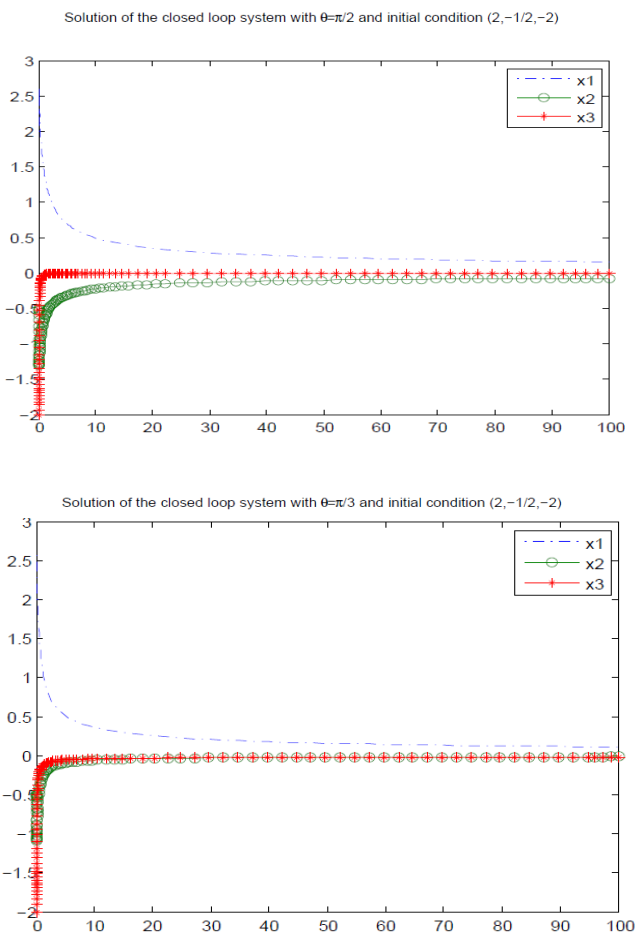 Solution of the closed loop system with θ=π/2 and initial condition (2,−1/2,−2)
3
2.5
2
1.5
1
0.5
0
−0.5
−1
−1.5
−2
0 10 20 30 40 50 60 70 80 90 100
x1
x2
x3
Solution of the closed loop system with θ=π/3 and initial condition (2,−1/2,−2)
3
2.5
2
1.5
1
0.5
0
−0.5
−1
−1.5
−2
0 10 20 30 40 50 60 70 80 90 100
x1
x2
x3